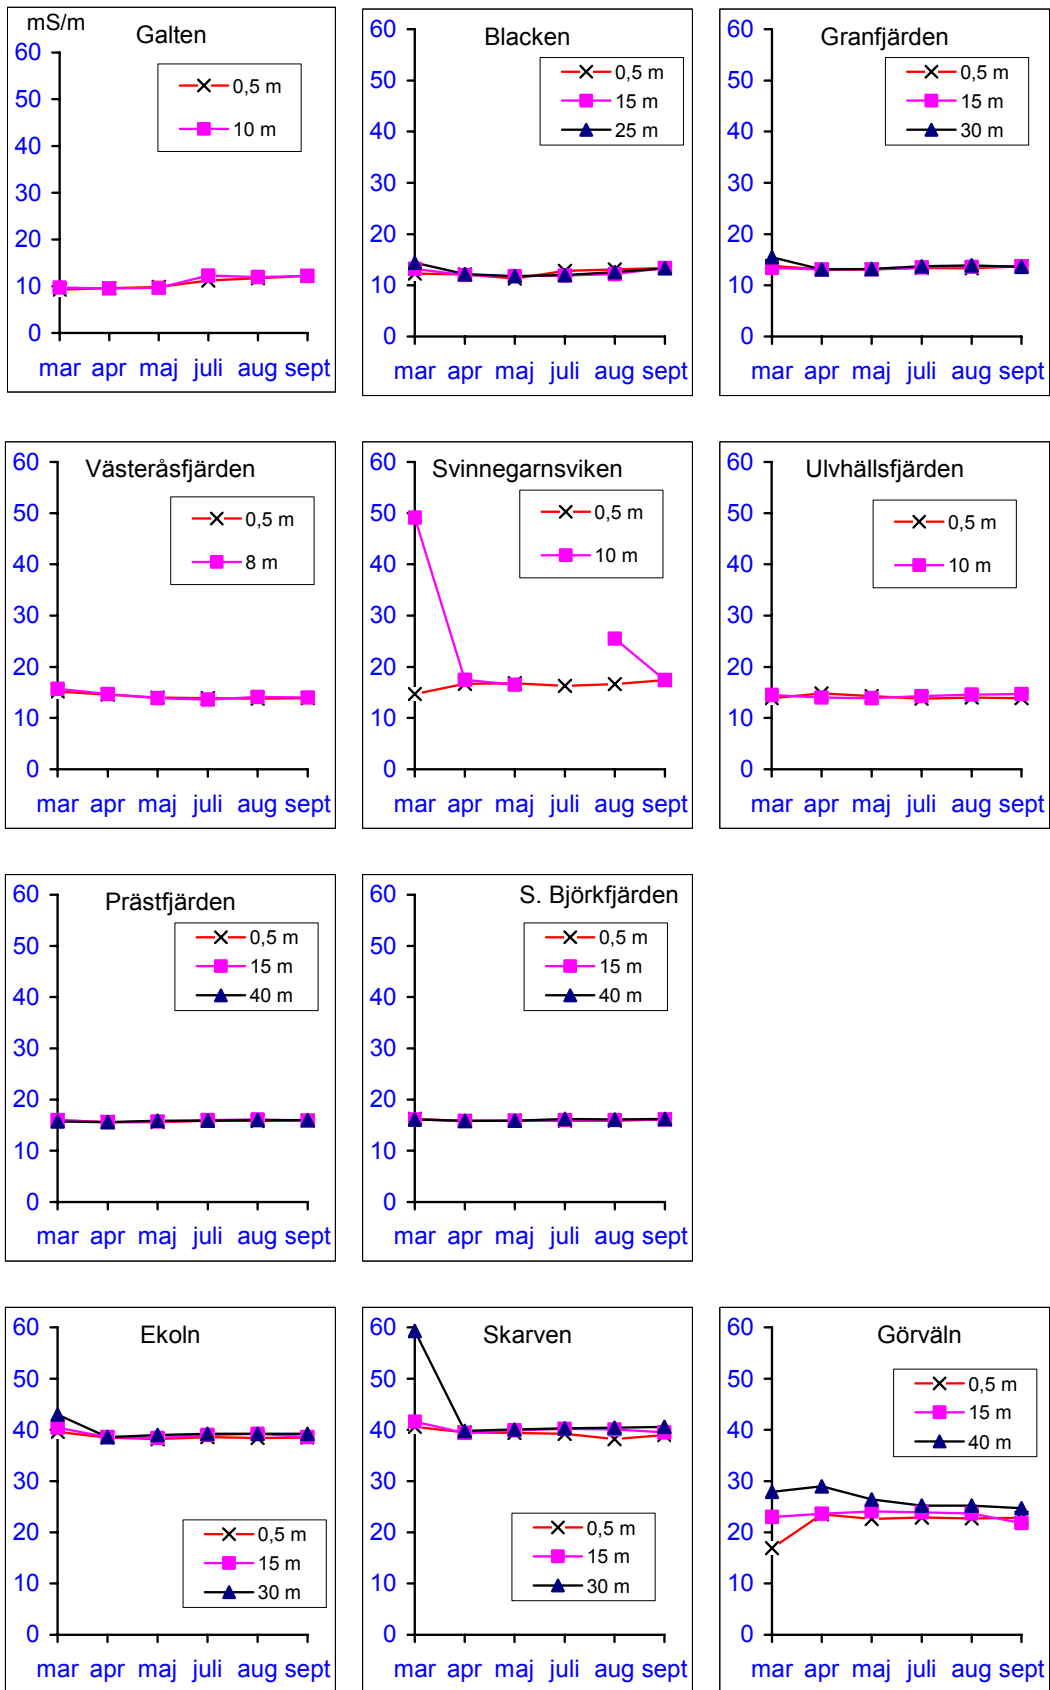 mS/m
Galten
60
50
40
30
20
10
0
0,5 m
10 m
mar apr maj juli aug sept
Blacken
60
50
40
30
20
10
0
0,5 m
15 m
25 m
mar apr maj juli aug sept
Granfjärden
60
50
40
30
20
10
0
0,5 m
15 m
30 m
mar apr maj juli aug sept
Västeråsfjärden
60
50
40
30
20
10
0
0,5 m
8 m
mar apr maj juli aug sept
Svinnegarnsviken
60
50
40
30
20
10
0
0,5 m
10 m
mar apr maj juli aug sept
Ulvhällsfjärden
60
50
40
30
20
10
0
0,5 m
10 m
mar apr maj juli aug sept
Prästfjärden
60
50
40
30
20
10
0
0,5 m
15 m
40 m
mar apr maj juli aug sept
S. Björkfjärden
60
50
40
30
20
10
0
0,5 m
15 m
40 m
mar apr maj juli aug sept
Ekoln
60
50
40
30
20
10
0
0,5 m
15 m
30 m
mar apr maj juli aug sept
Skarven
60
50
40
30
20
10
0
0,5 m
15 m
30 m
mar apr maj juli aug sept
Görväln
60
50
40
30
20
10
0
0,5 m
15 m
40 m
mar apr maj juli aug sept